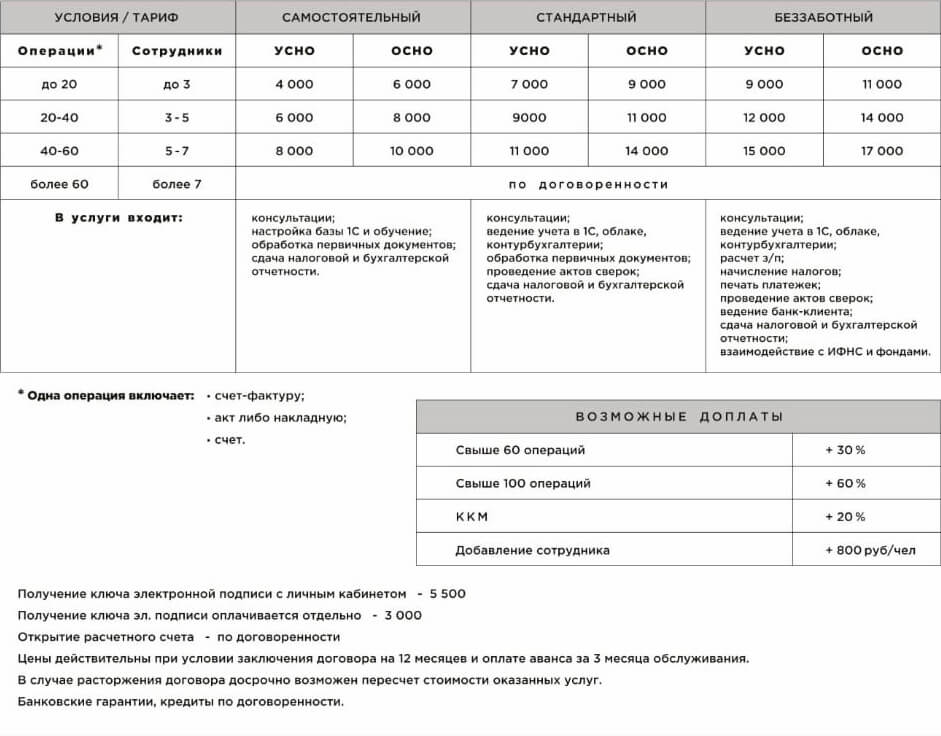 УСЛОВИЯ / ТАРИФ САМОСТОЯТЕЛЬНЫЙ СТАНДАРТНЫЙ БЕЗЗАБОТНЫЙ
Операции* Сотрудники УСНО ОСНО УСНО ОСНО УСНО ОСНО
до 20 до 3 4 000 6 000 7 000 9 000 9 000 11 000
20-40 3-5 6 000 8 000 9000 11 000 12 000 14 000
40-60 5-7 8 000 10 000 11 000 14 000 15 000 17 000
более 60 более 7 по договоренности
В услуги входит:
консультации;
настройка базы 1С и обучение;
обработка первичных документов;
сдача налоговой и бухгалтерской
отчетности.
консультации;
ведение учета в 1С, облаке,
контурбухгалтерии;
обработка первичных документов;
проведение актов сверок;
сдача налоговой и бухгалтерской
отчетности.
консультации;
ведение учета в 1С, облаке,
контурбухгалтерии;
расчет з/п;
начисление налогов;
печать платежек;
проведение актов сверок;
ведение банк-клиента;
сдача налоговой и бухгалтерской
отчетности;
взаимодействие с ИФНС и фондами.
* Одна операция включает: · счет-фактуру;
· акт либо накладную;
· счет.
ВОЗМОЖНЫЕ ДОПЛАТЫ
Свыше 60 операций + 30 %
Свыше 100 операций + 60 %
ККМ + 20 %
Добавление сотрудника + 800 руб/чел
Получение ключа электронной подписи с личным кабинетом - 5 500
Получение ключа эл. подписи оплачивается отдельно - 3 000
Открытие расчетного счета - по договоренности
Цены действительны при условии заключения договора на 12 месяцев и оплате аванса за 3 месяца обслуживания.
В случае расторжения договора досрочно возможен пересчет стоимости оказанных услуг.
Банковские гарантии, кредиты по договоренности.